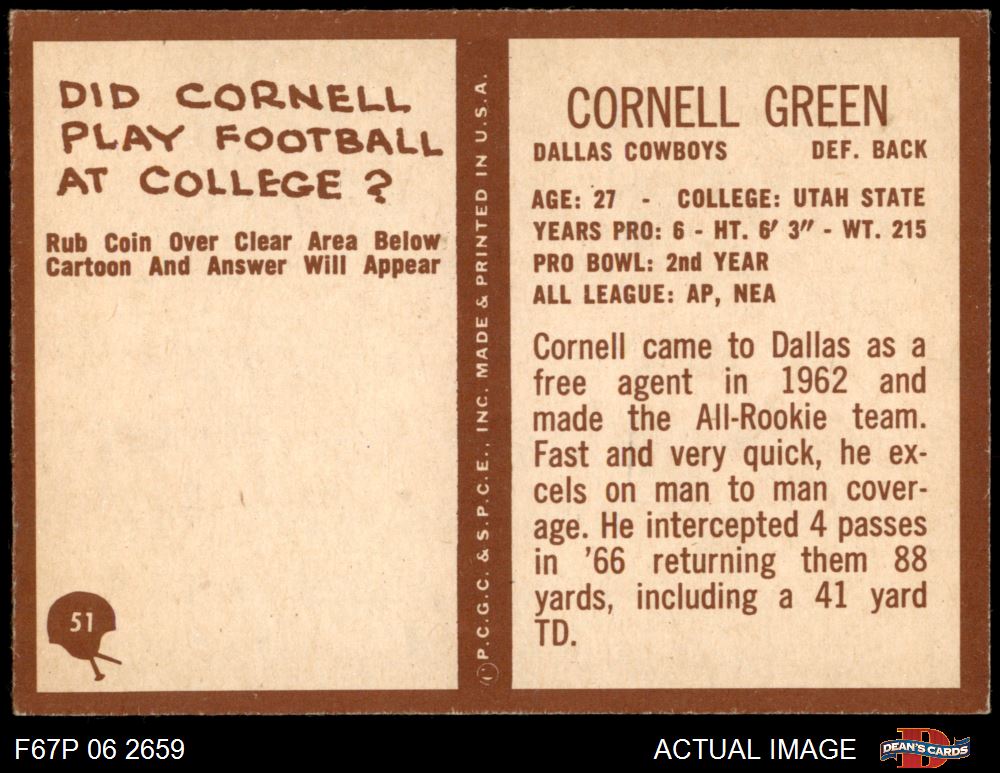 DID CORNELL
PLAY FOOTBALL
AT COLLEGE ?
Rub Coin Over Clear Area Below
Cartoon And Answer Will Appear
51
P.C.G.C. & S.P.C.E., INC. MADE & PRINTED IN U.S.A.
CORNELL GREEN
DALLAS COWBOYS DEF. BACK
AGE: 27 - COLLEGE: UTAH STATE
YEARS PRO: 6 - HT. 6' 3" - WT. 215
PRO BOWL: 2nd YEAR
ALL LEAGUE: AP, NEA
Cornell came to Dallas as a
free agent in 1962 and
made the All-Rookie team.
Fast and very quick, he ex-
cels on man to man cover-
age. He intercepted 4 passes
in '66 returning them 88
yards, including a 41 yard
TD.
F67P 06 2659
ACTUAL IMAGE
D
DEAN'S CARDS